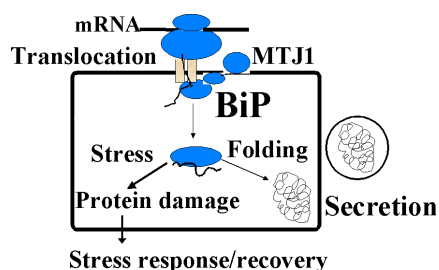 mRNA
Translocation
MTJ1
BiP
Stress
Folding
Protein damage
Secretion
Stress response/recovery